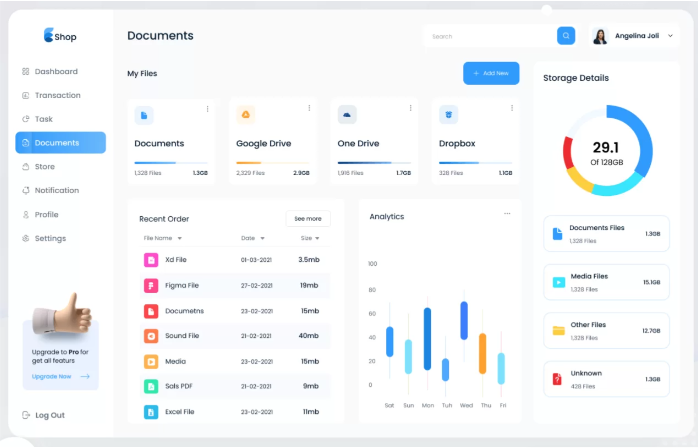 Shop
Documents
Search
Angelina Joli
Dashboard
Transaction
Task
Documents
Store
Notification
Profile
Settings
Upgrade to Pro for
get all featurs
Upgrade Now
Log Out
My Files
+ Add New
Documents
1,328 Files 1.3GB
Google Drive
2,329 Files 2.9GB
One Drive
1,918 Files 1.7GB
Dropbox
328 Files 1.1GB
Recent Order
See more
File Name Date Size
Xd File 01-03-2021 3.5mb
Figma File 27-02-2021 19mb
Documetns 23-02-2021 15mb
Sound File 21-02-2021 40mb
Media 23-02-2021 15mb
Sals PDF 21-02-2021 9mb
Excel File 23-02-2021 11mb
Analytics
...
100
80
60
40
20
0
Sat Sun Mon Tuh Wed Thu Fri
Storage Details
29.1
Of 128GB
Documents Files
1,328 Files
1.3GB
Media Files
1,328 Files
15.1GB
Other Files
1,328 Files
12.7GB
Unknown
428 Files
1.3GB